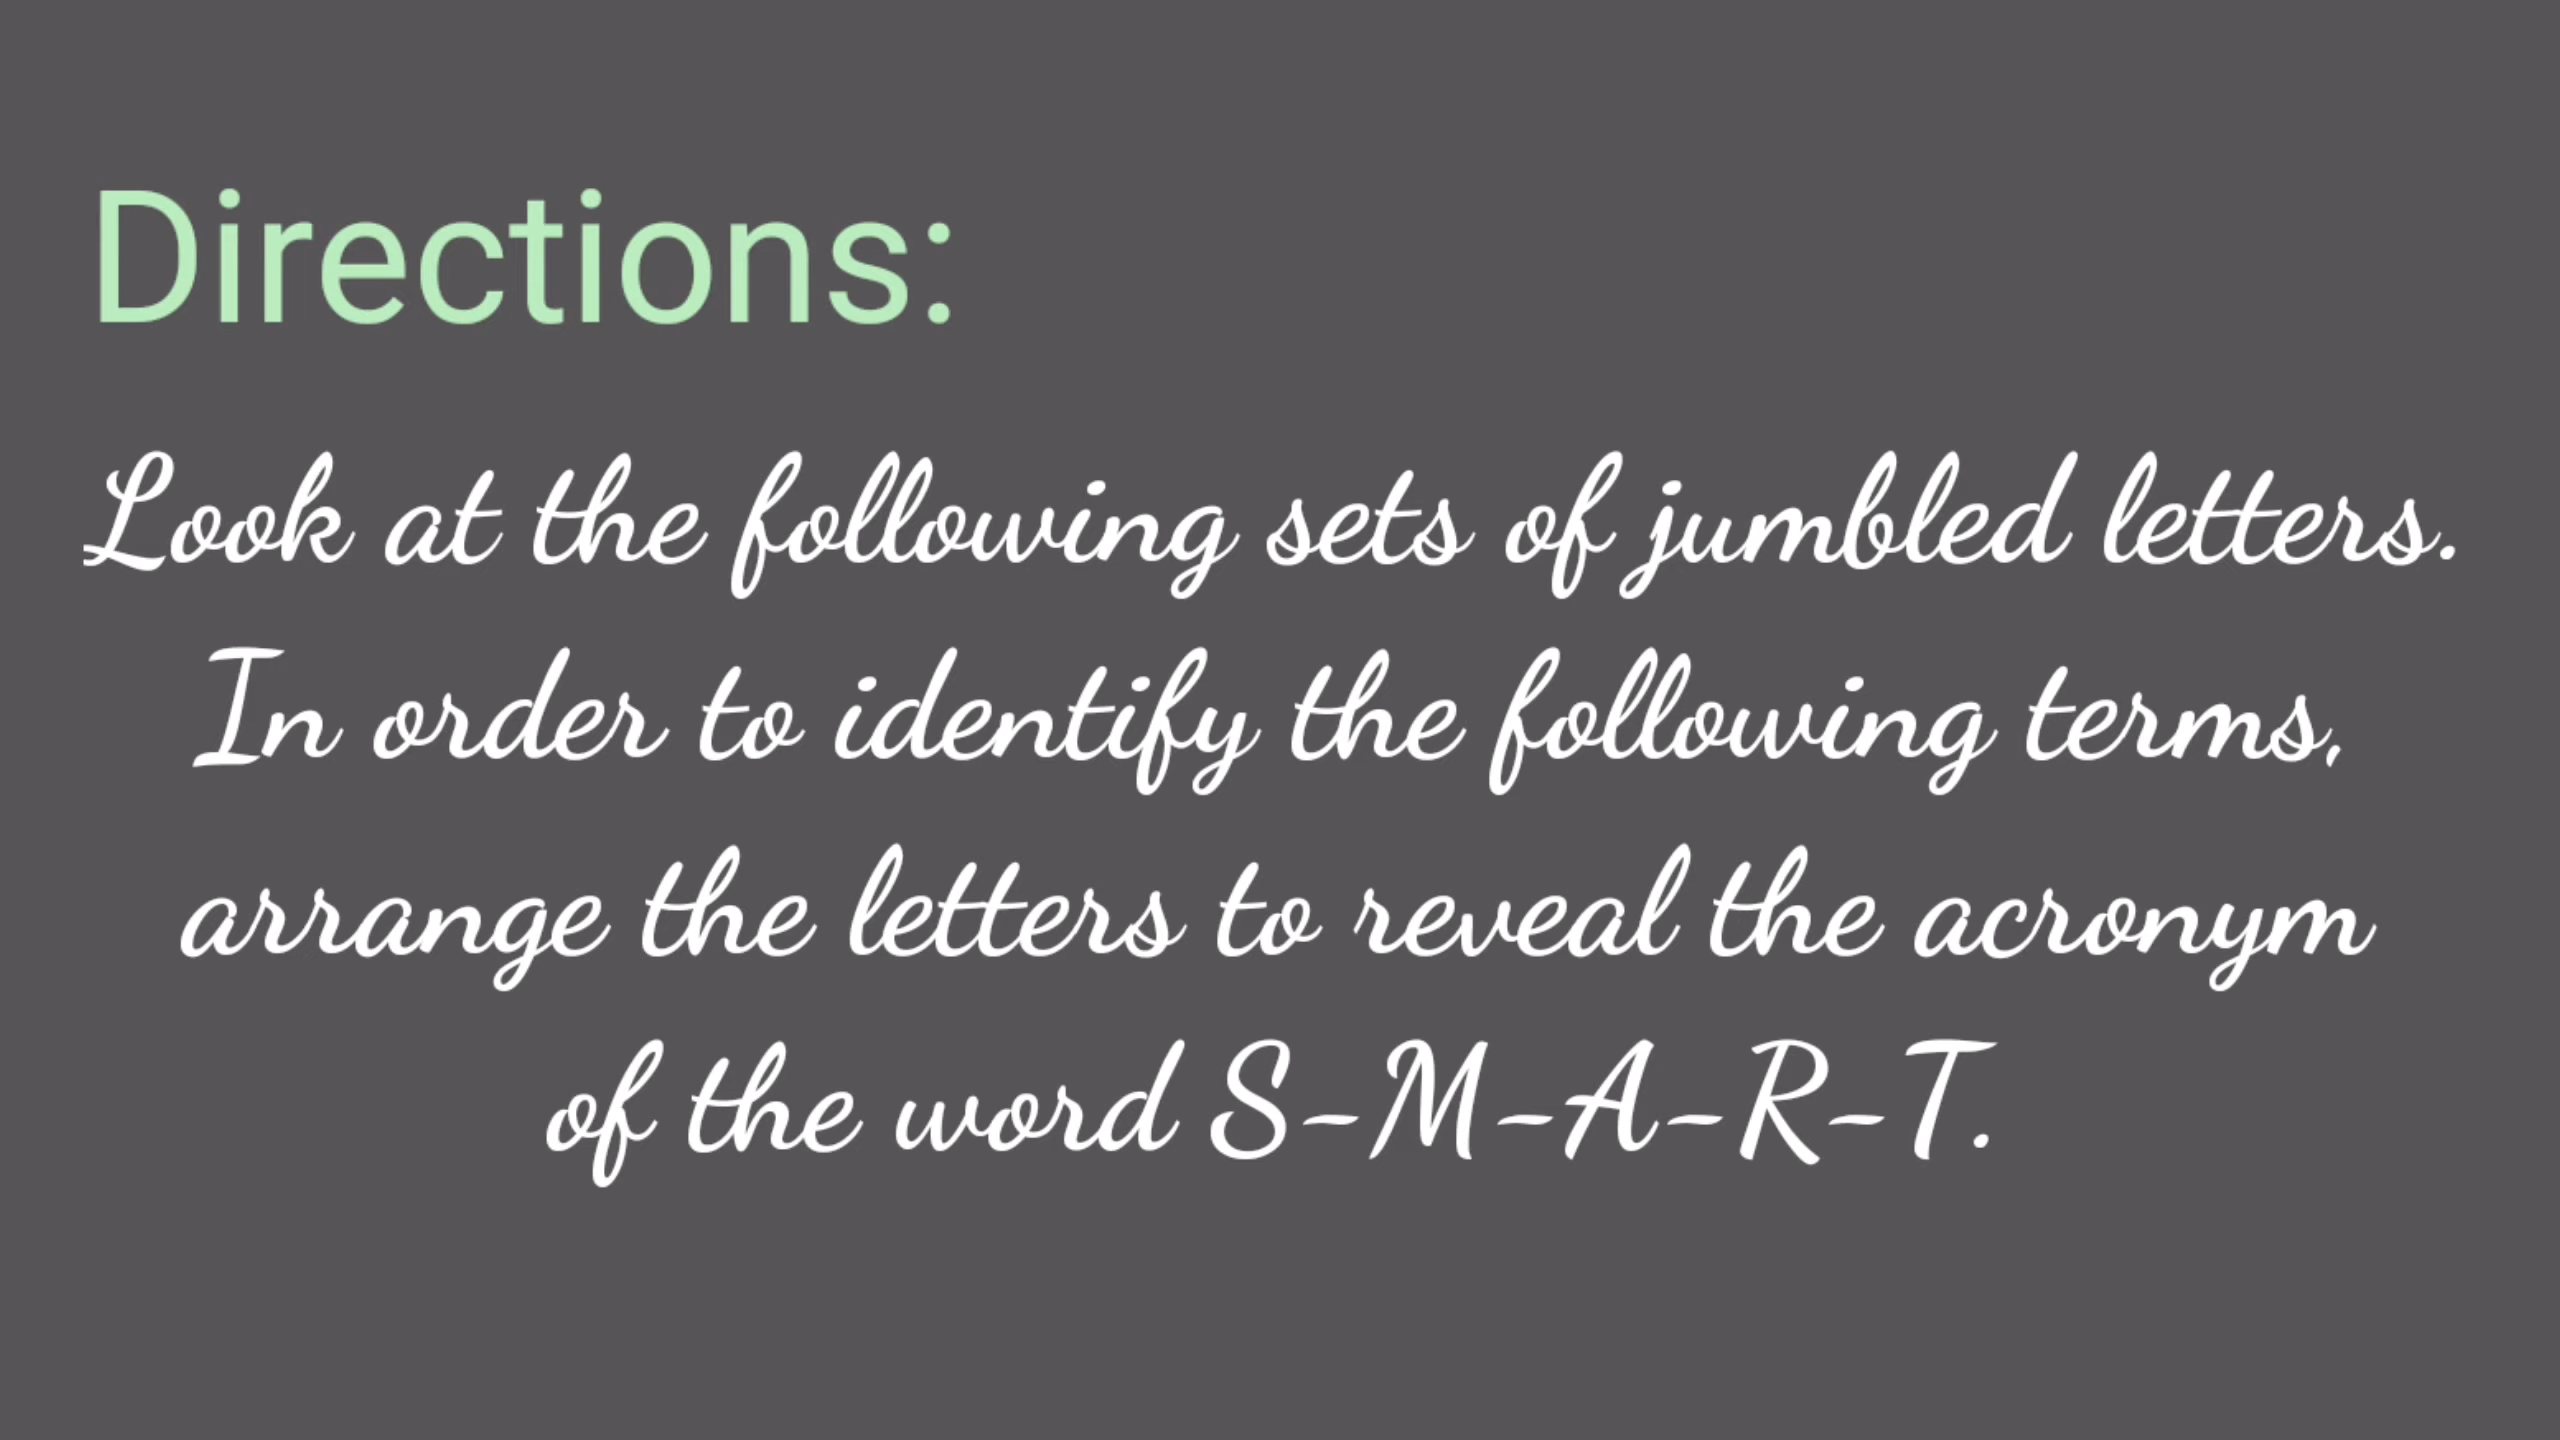 Directions:
Look at the following sets of jumbled letters.
In order to identify the following terms,
arrange the letters to reveal the acronym
of the word S-M-A-R-T.